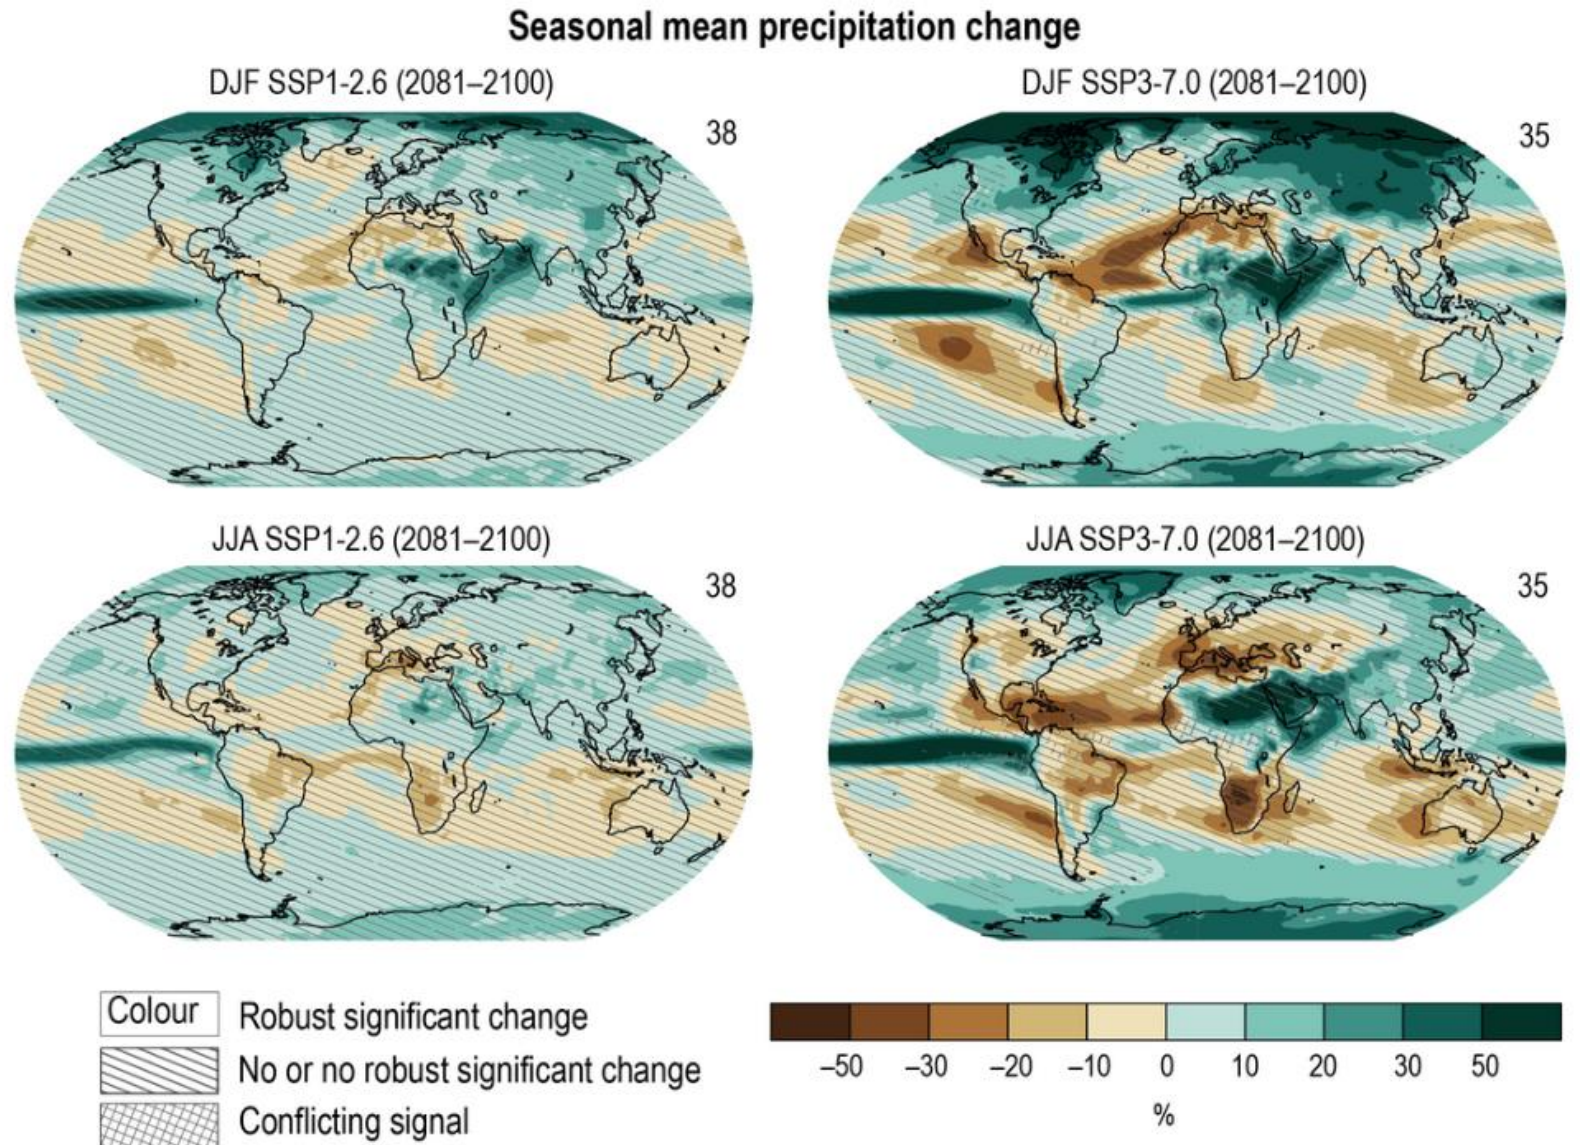 Seasonal mean precipitation change
DJF SSP1-2.6 (2081–2100)
38
DJF SSP3-7.0 (2081–2100)
35
JJA SSP1-2.6 (2081–2100)
38
JJA SSP3-7.0 (2081–2100)
35
Colour Robust significant change
No or no robust significant change
Conflicting signal
–50 –30 –20 –10 0 10 20 30 50
%